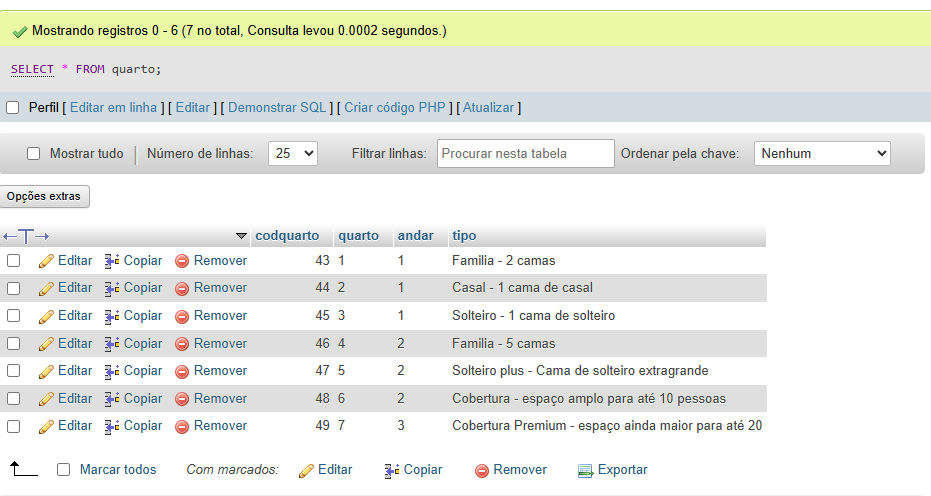 Mostrando registros 0 - 6 (7 no total, Consulta levou 0.0002 segundos.)
SELECT * FROM quarto;
Perfil [ Editar em linha ] [ Editar ] [ Demonstrar SQL ] [ Criar código PHP ] [ Atualizar ]
Mostrar tudo Número de linhas: 25 Filtrar linhas: Procurar nesta tabela Ordenar pela chave: Nenhum
Opções extras
codquarto quarto andar tipo
Editar Copiar Remover 43 1 1 Familia - 2 camas
Editar Copiar Remover 44 2 1 Casal - 1 cama de casal
Editar Copiar Remover 45 3 1 Solteiro - 1 cama de solteiro
Editar Copiar Remover 46 4 2 Familia - 5 camas
Editar Copiar Remover 47 5 2 Solteiro plus - Cama de solteiro extragrande
Editar Copiar Remover 48 6 2 Cobertura - espaço amplo para até 10 pessoas
Editar Copiar Remover 49 7 3 Cobertura Premium - espaço ainda maior para até 20
Marcar todos Com marcados: Editar Copiar Remover Exportar